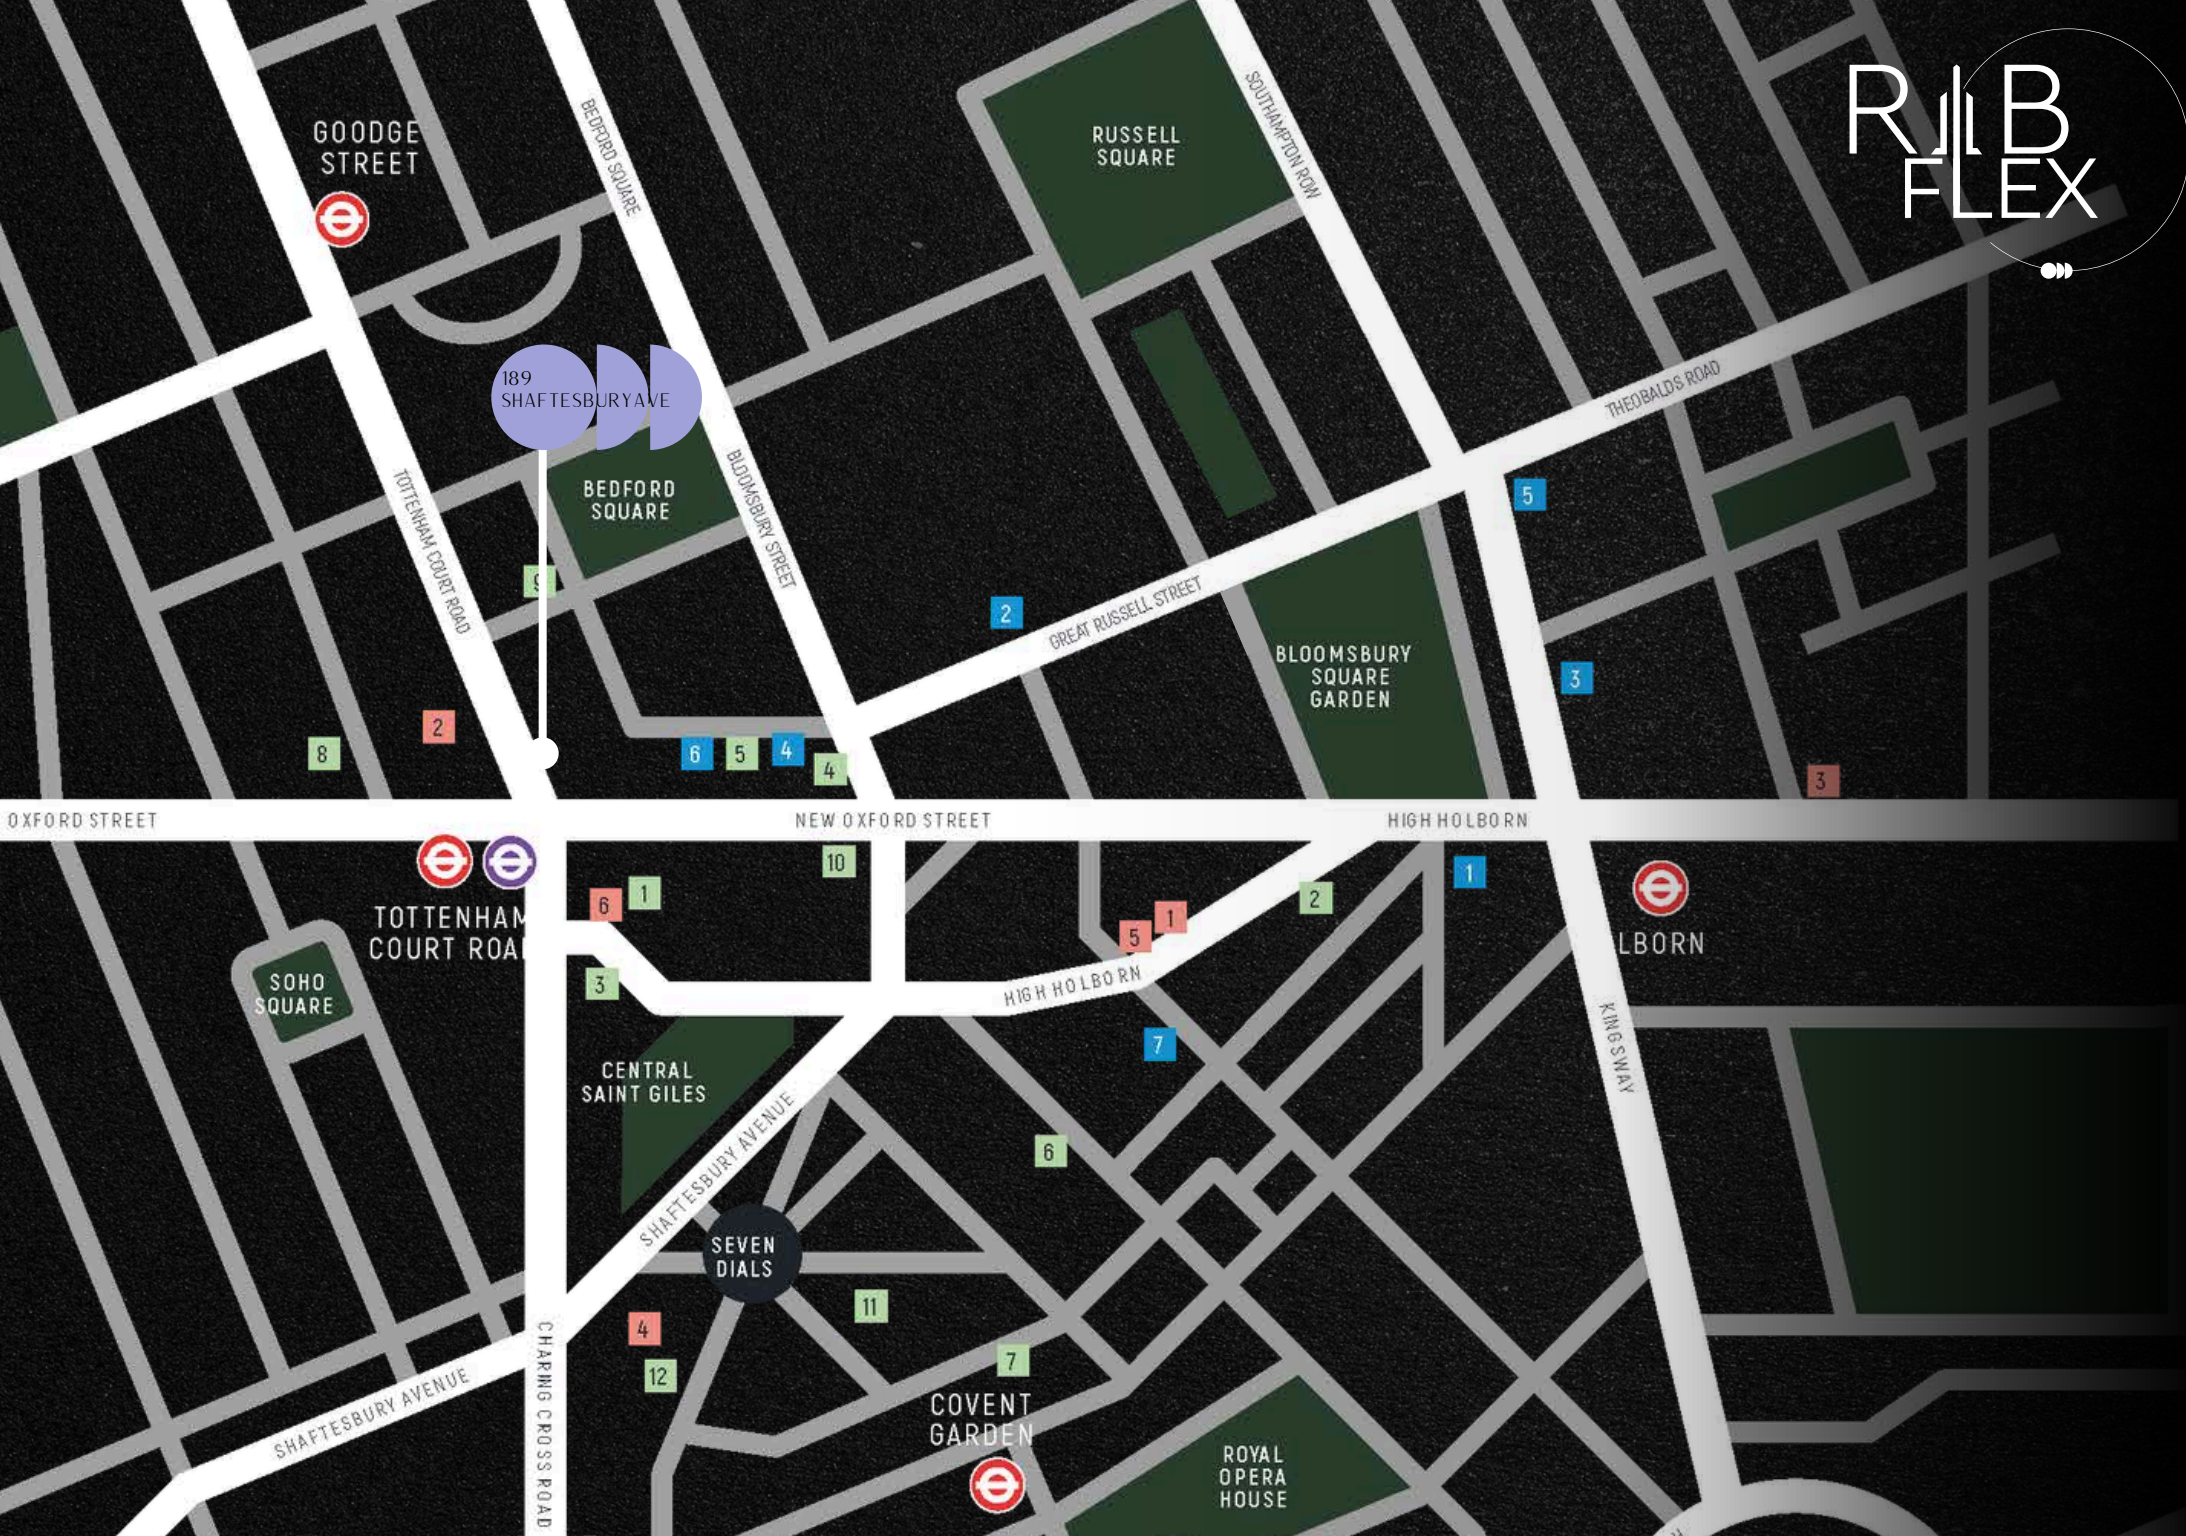 R B
FLEX
GOODGE
STREET
BEDFORD SQUARE
RUSSELL
SQUARE
SOUTHAMPTON ROW
189
SHAFTESBURY AVE
THEOBALDS ROAD
TOTTENHAM COURT ROAD
BEDFORD
SQUARE
BLOOMSBURY STREET
5
9
2
GREAT RUSSELL STREET
BLOOMSBURY
SQUARE
GARDEN
3
2
8
6
5
4
4
3
OXFORD STREET
NEW OXFORD STREET
HIGH HOLBORN
10
1
6
1
2
1
5
TOTTENHAM
COURT ROA
LBORN
SOHO
SQUARE
3
HIGH HOLBORN
KINGSWAY
7
CENTRAL
SAINT GILES
SHAFTESBURY AVENUE
6
SEVEN
DIALS
11
4
12
7
SHAFTESBURY AVENUE
CHARING CROSS ROAD
COVENT
GARDEN
ROYAL
OPERA
HOUSE